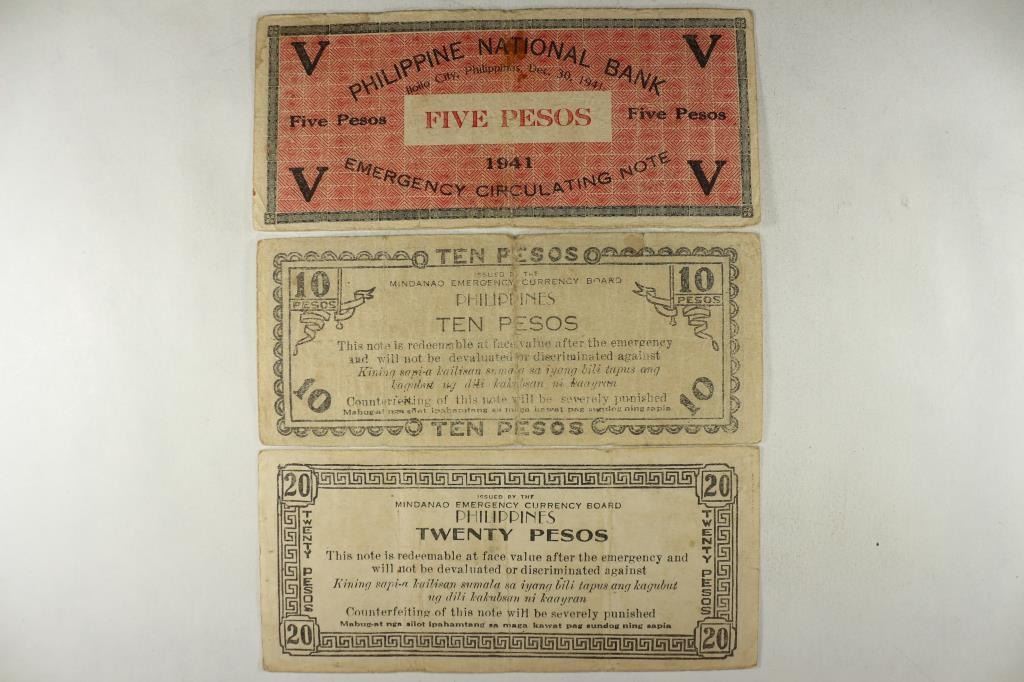 V V
PHILIPPINE NATIONAL BANK
Iloilo City, Philippines, Dec. 30, 1941
Five Pesos FIVE PESOS Five Pesos
1941
EMERGENCY CIRCULATING NOTE
V V
TEN PESOS
10 PESOS 10 PESOS
ISSUED BY THE
MINDANAO EMERGENCY CURRENCY BOARD
PHILIPPINES
TEN PESOS
This note is redeemable at face value after the emergency
and will not be devaluated or discriminated against
Kining sapi-a kailisan sumala sa iyang bili tapus ang
kagubut ug dili kakubsan ni kaayran
10 10
Counterfeiting of this note will be severely punished
Mabug-at nga silot ipahamtang sa maga kawat pag sundog ning sapia
TEN PESOS
20 20
ISSUED BY THE
MINDANAO EMERGENCY CURRENCY BOARD
PHILIPPINES
TWENTY PESOS
TWENTY PESOS TWENTY PESOS
This note is redeemable at face value after the emergency and
will not be devaluated or discriminated against
Kining sapi-a kailisan sumala sa iyang bili tapus ang kagubut
ug dili kakubsan ni kaayran
Counterfeiting of this note will be severely punished
Mabug-at nga silot ipahamtang sa maga kawat pag sundog ning sapia
20 20